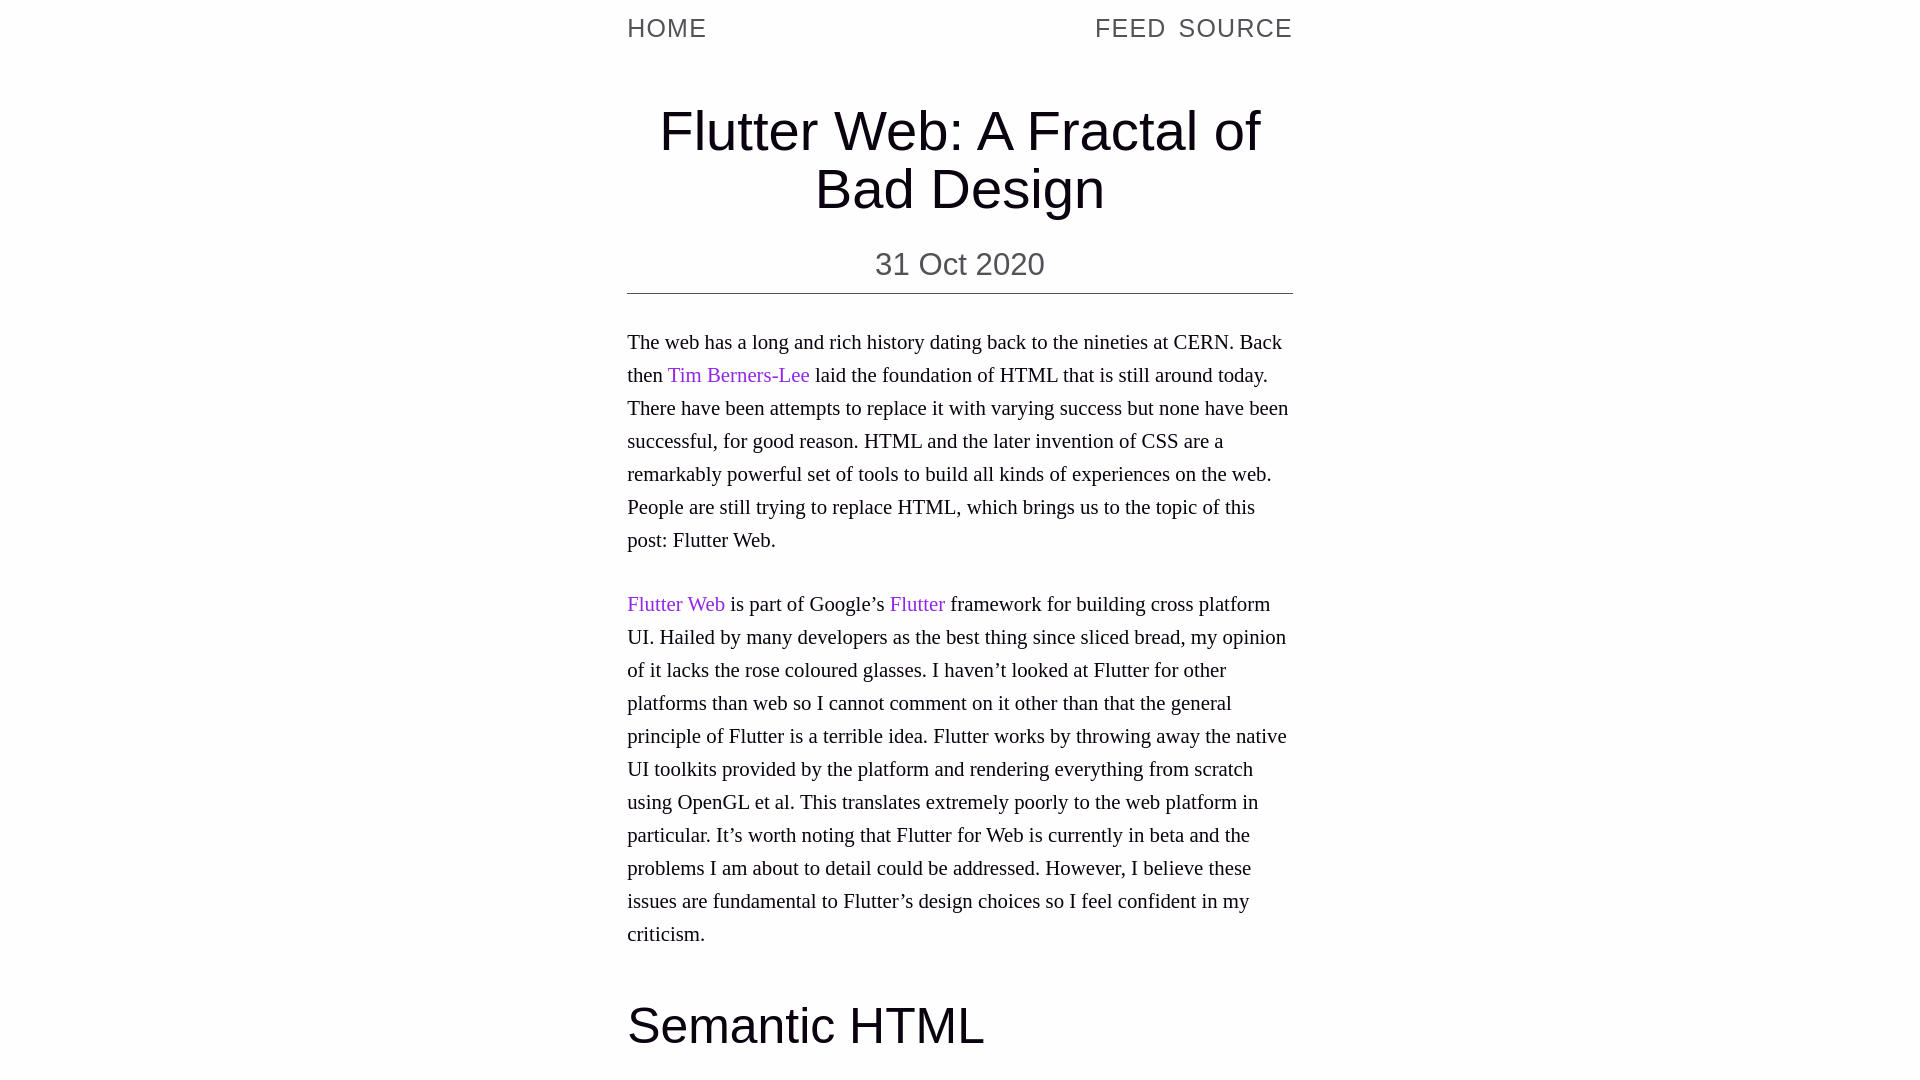 HOME
FEED SOURCE
Flutter Web: A Fractal of
Bad Design
31 Oct 2020
The web has a long and rich history dating back to the nineties at CERN. Back
then Tim Berners-Lee laid the foundation of HTML that is still around today.
There have been attempts to replace it with varying success but none have been
successful, for good reason. HTML and the later invention of CSS are a
remarkably powerful set of tools to build all kinds of experiences on the web.
People are still trying to replace HTML, which brings us to the topic of this
post: Flutter Web.
Flutter Web is part of Google’s Flutter framework for building cross platform
UI. Hailed by many developers as the best thing since sliced bread, my opinion
of it lacks the rose coloured glasses. I haven’t looked at Flutter for other
platforms than web so I cannot comment on it other than that the general
principle of Flutter is a terrible idea. Flutter works by throwing away the native
UI toolkits provided by the platform and rendering everything from scratch
using OpenGL et al. This translates extremely poorly to the web platform in
particular. It’s worth noting that Flutter for Web is currently in beta and the
problems I am about to detail could be addressed. However, I believe these
issues are fundamental to Flutter’s design choices so I feel confident in my
criticism.
Semantic HTML